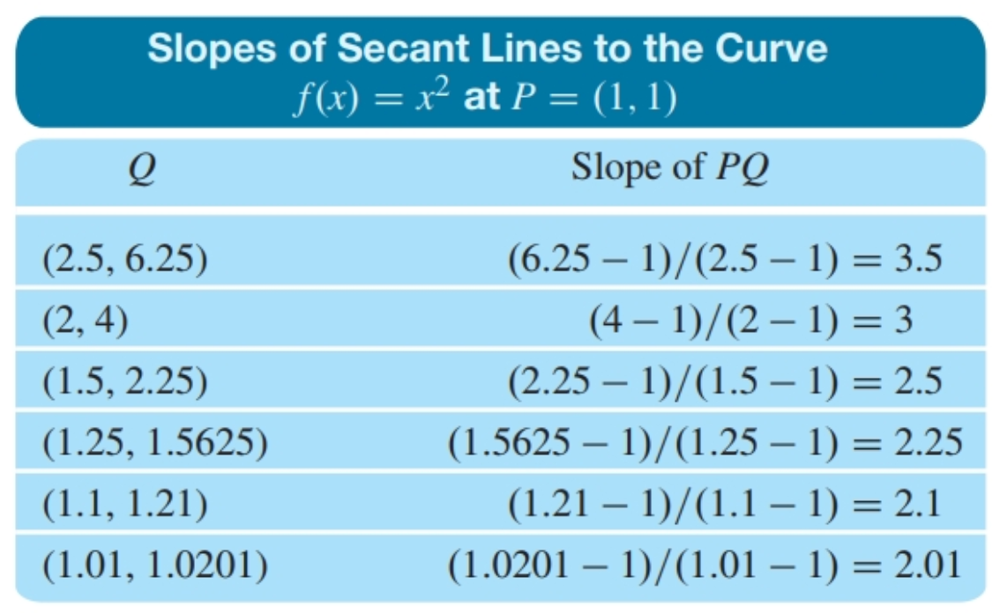 Slopes of Secant Lines to the Curve
f(x) = x² at P = (1, 1)
Q Slope of PQ
(2.5, 6.25) (6.25 – 1)/(2.5 – 1) = 3.5
(2, 4) (4 – 1)/(2 – 1) = 3
(1.5, 2.25) (2.25 – 1)/(1.5 – 1) = 2.5
(1.25, 1.5625) (1.5625 – 1)/(1.25 – 1) = 2.25
(1.1, 1.21) (1.21 – 1)/(1.1 – 1) = 2.1
(1.01, 1.0201) (1.0201 – 1)/(1.01 – 1) = 2.01